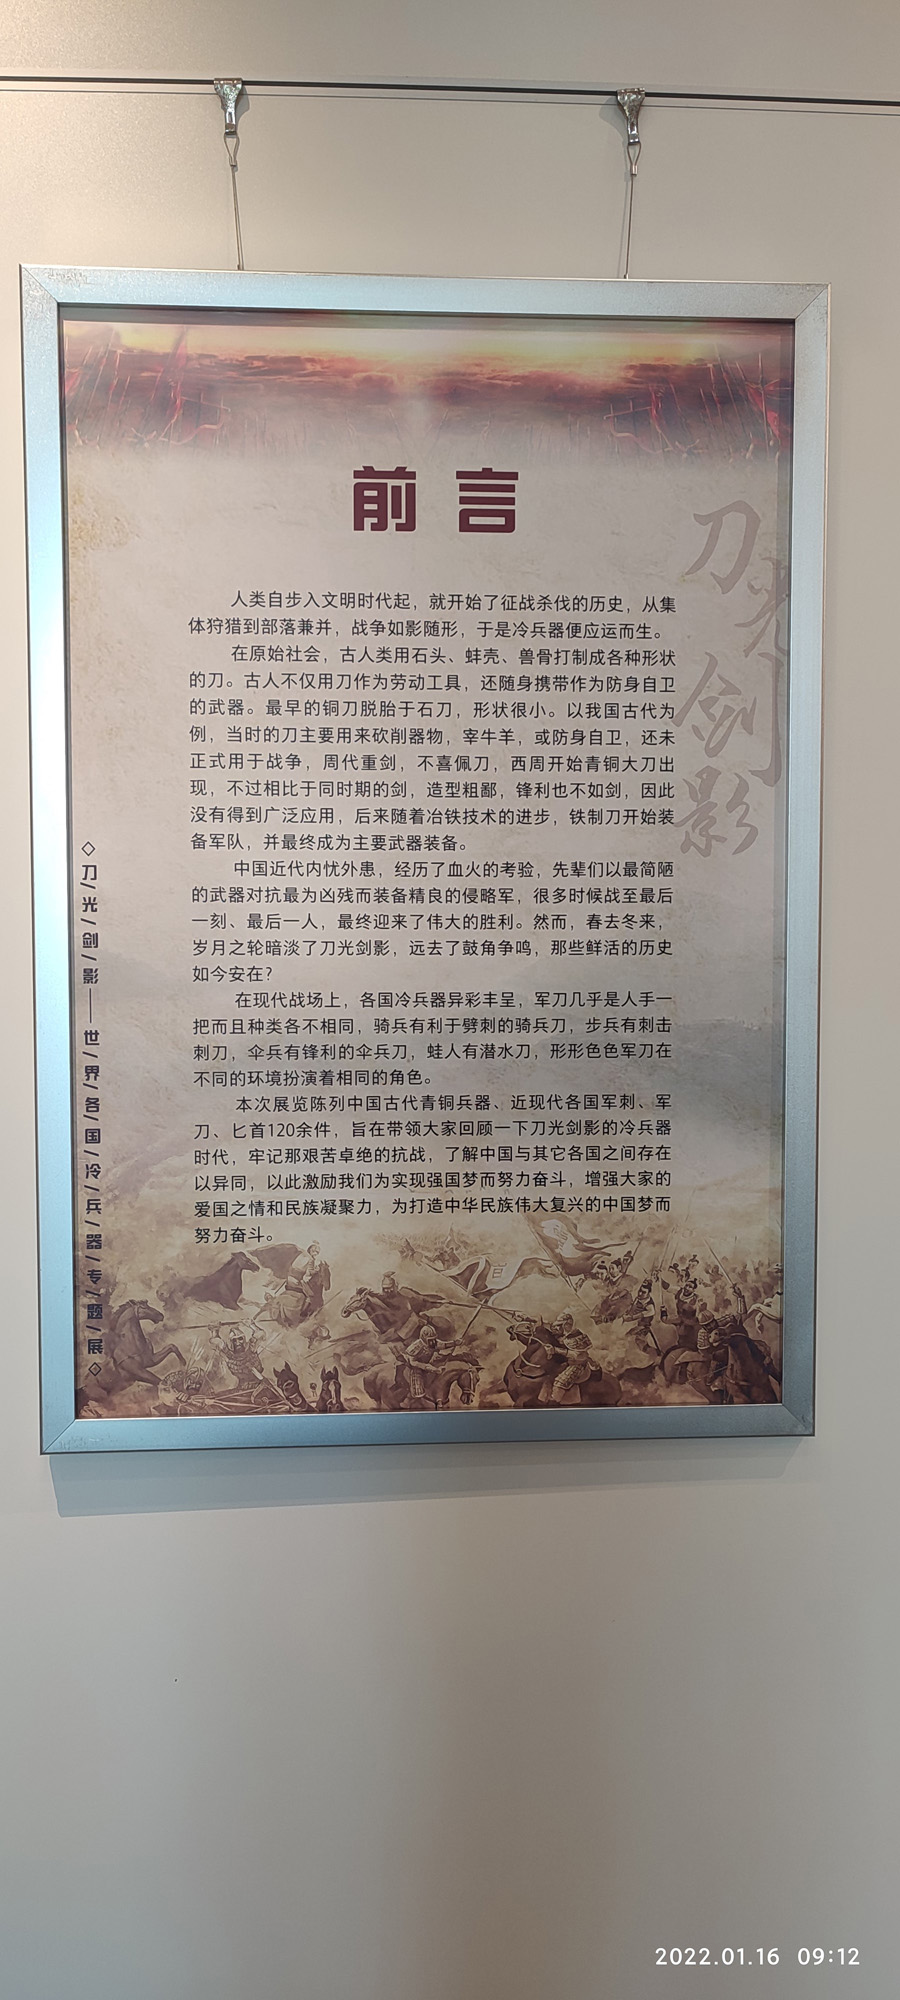 前言
人类自步入文明时代起，就开始了征战杀伐的历史，从集
体狩猎到部落兼并，战争如影随形，于是冷兵器便应运而生。
在原始社会，古人类用石头、蚌壳、兽骨打制成各种形状
的刀。古人不仅用刀作为劳动工具，还随身携带作为防身自卫
的武器。最早的铜刀脱胎于石刀，形状很小。以我国古代为
例，当时的刀主要用来砍削器物，宰牛羊，或防身自卫，还未
正式用于战争，周代重剑，不喜佩刀，西周开始青铜大刀出
现，不过相比于同时期的剑，造型粗鄙，锋利也不如剑，因此
没有得到广泛应用，后来随着冶铁技术的进步，铁制刀开始装
备军队，并最终成为主要武器装备。
中国近代内忧外患，经历了血火的考验，先辈们以最简陋
的武器对抗最为凶残而装备精良的侵略军，很多时候战至最后
一刻、最后一人，最终迎来了伟大的胜利。然而，春去冬来，
岁月之轮暗淡了刀光剑影，远去了鼓角争鸣，那些鲜活的历史
如今安在？
在现代战场上，各国冷兵器异彩丰呈，军刀几乎是人手一
把而且种类各不相同，骑兵有利于劈刺的骑兵刀，步兵有刺击
刺刀，伞兵有锋利的伞兵刀，蛙人有潜水刀，形形色色军刀在
不同的环境扮演着相同的角色。
本次展览陈列中国古代青铜兵器、近现代各国军刺、军
刀、匕首120余件，旨在带领大家回顾一下刀光剑影的冷兵器
时代，牢记那艰苦卓绝的抗战，了解中国与其它各国之间存在
以异同，以此激励我们为实现强国梦而努力奋斗，增强大家的
爱国之情和民族凝聚力，为打造中华民族伟大复兴的中国梦而
努力奋斗。
刀光剑影
◇刀/光/剑/影——世/界/各/国/冷/兵/器/专/题/展◇
2022.01.16 09:12